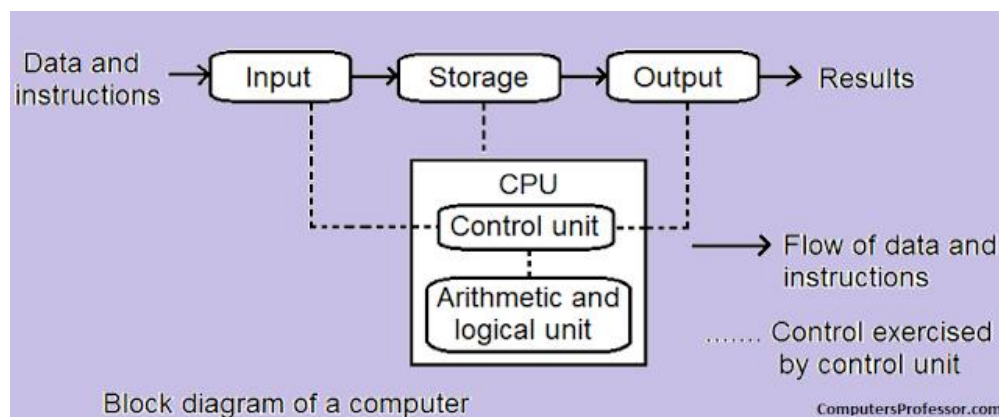 Data and
instructions
Input
Storage
Output
Results
CPU
Control unit
Arithmetic and
logical unit
Flow of data and
instructions
....... Control exercised
by control unit
Block diagram of a computer
ComputersProfessor.com